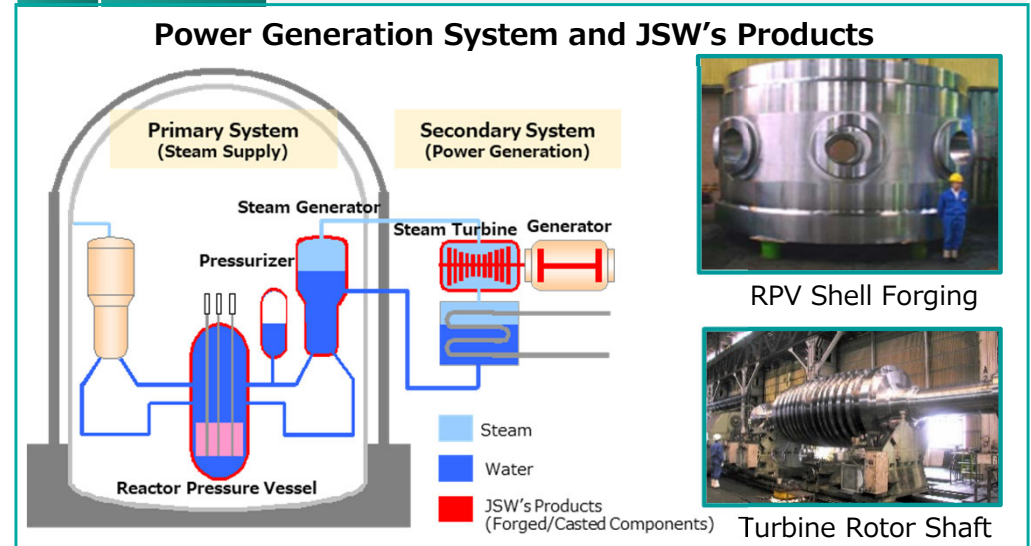 Power Generation System and JSW's Products
Primary System
(Steam Supply)
Secondary System
(Power Generation)
Steam Generator
Steam Turbine
Generator
Pressurizer
Reactor Pressure Vessel
Steam
Water
JSW's Products
(Forged/Casted Components)
RPV Shell Forging
Turbine Rotor Shaft